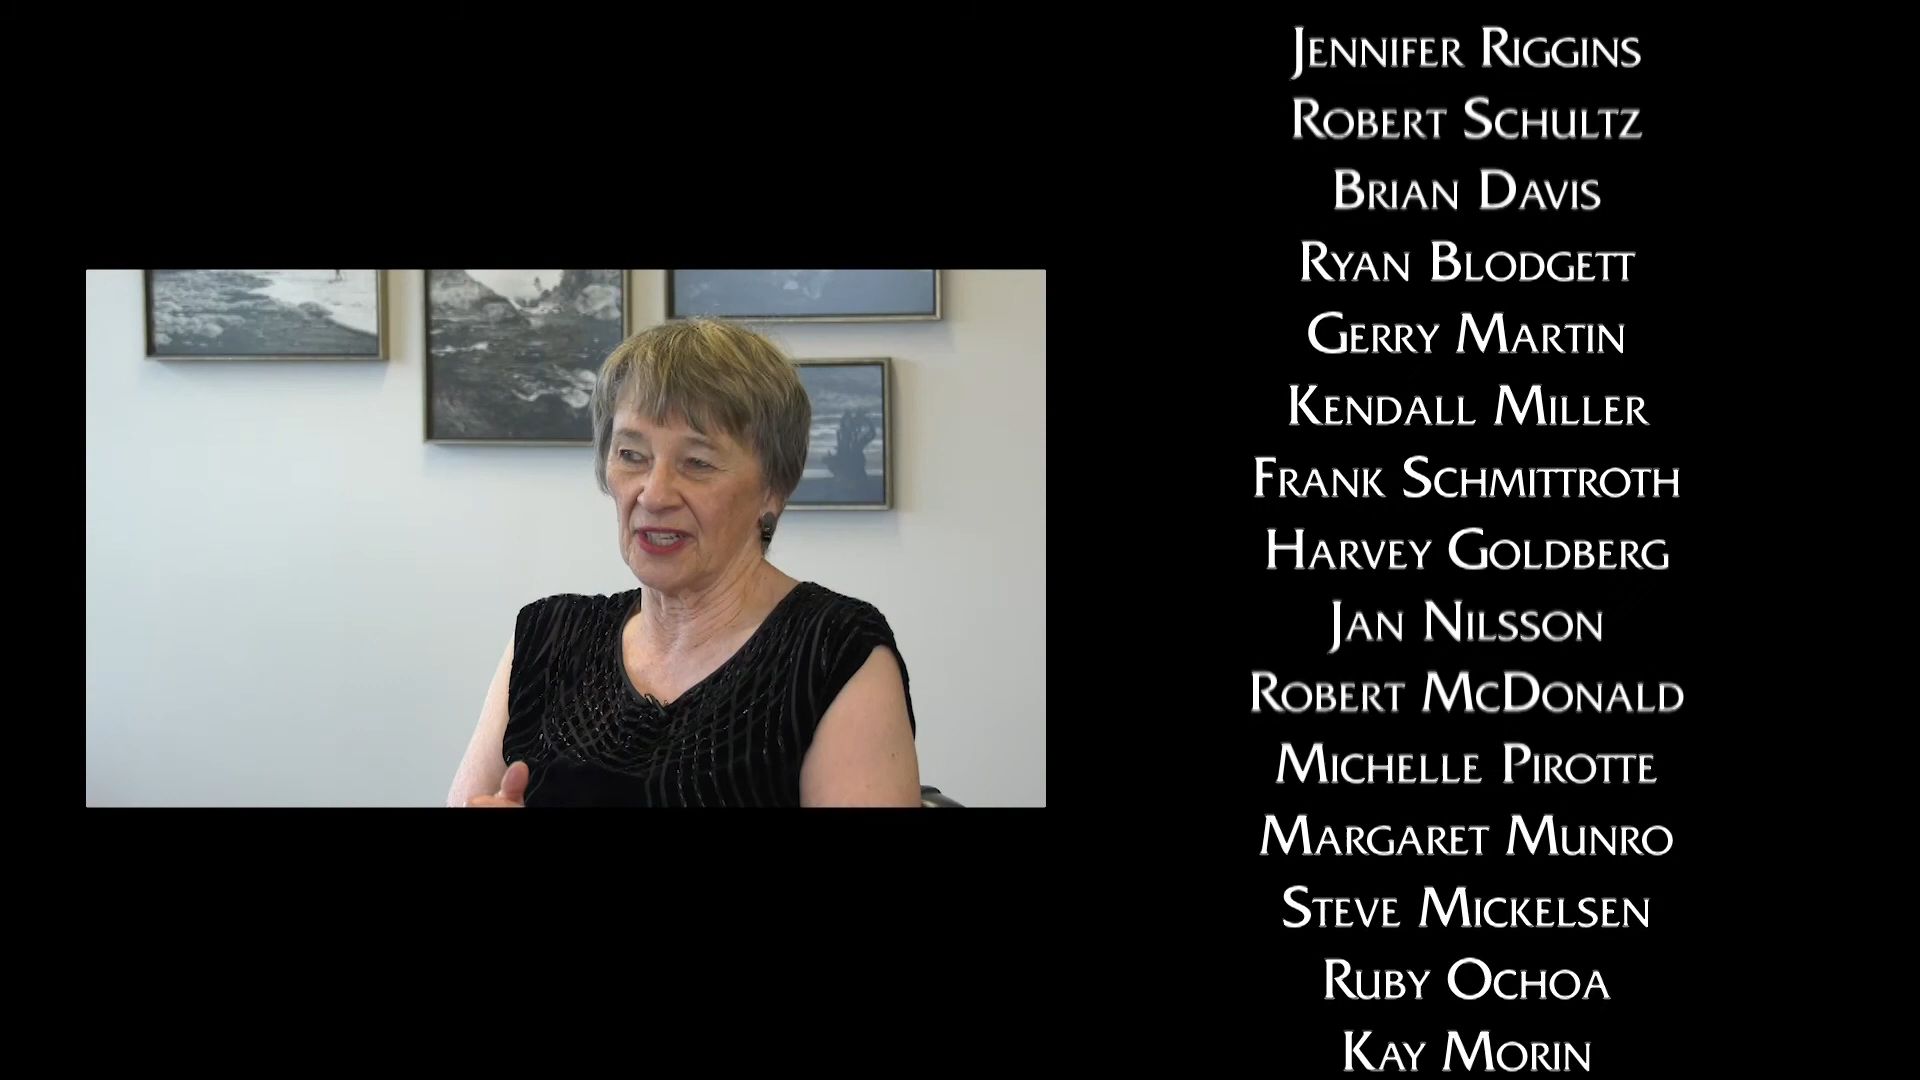 Jennifer Riggins
Robert Schultz
Brian Davis
Ryan Blodgett
Gerry Martin
Kendall Miller
Frank Schmittroth
Harvey Goldberg
Jan Nilsson
Robert McDonald
Michelle Pirotte
Margaret Munro
Steve Mickelsen
Ruby Ochoa
Kay Morin